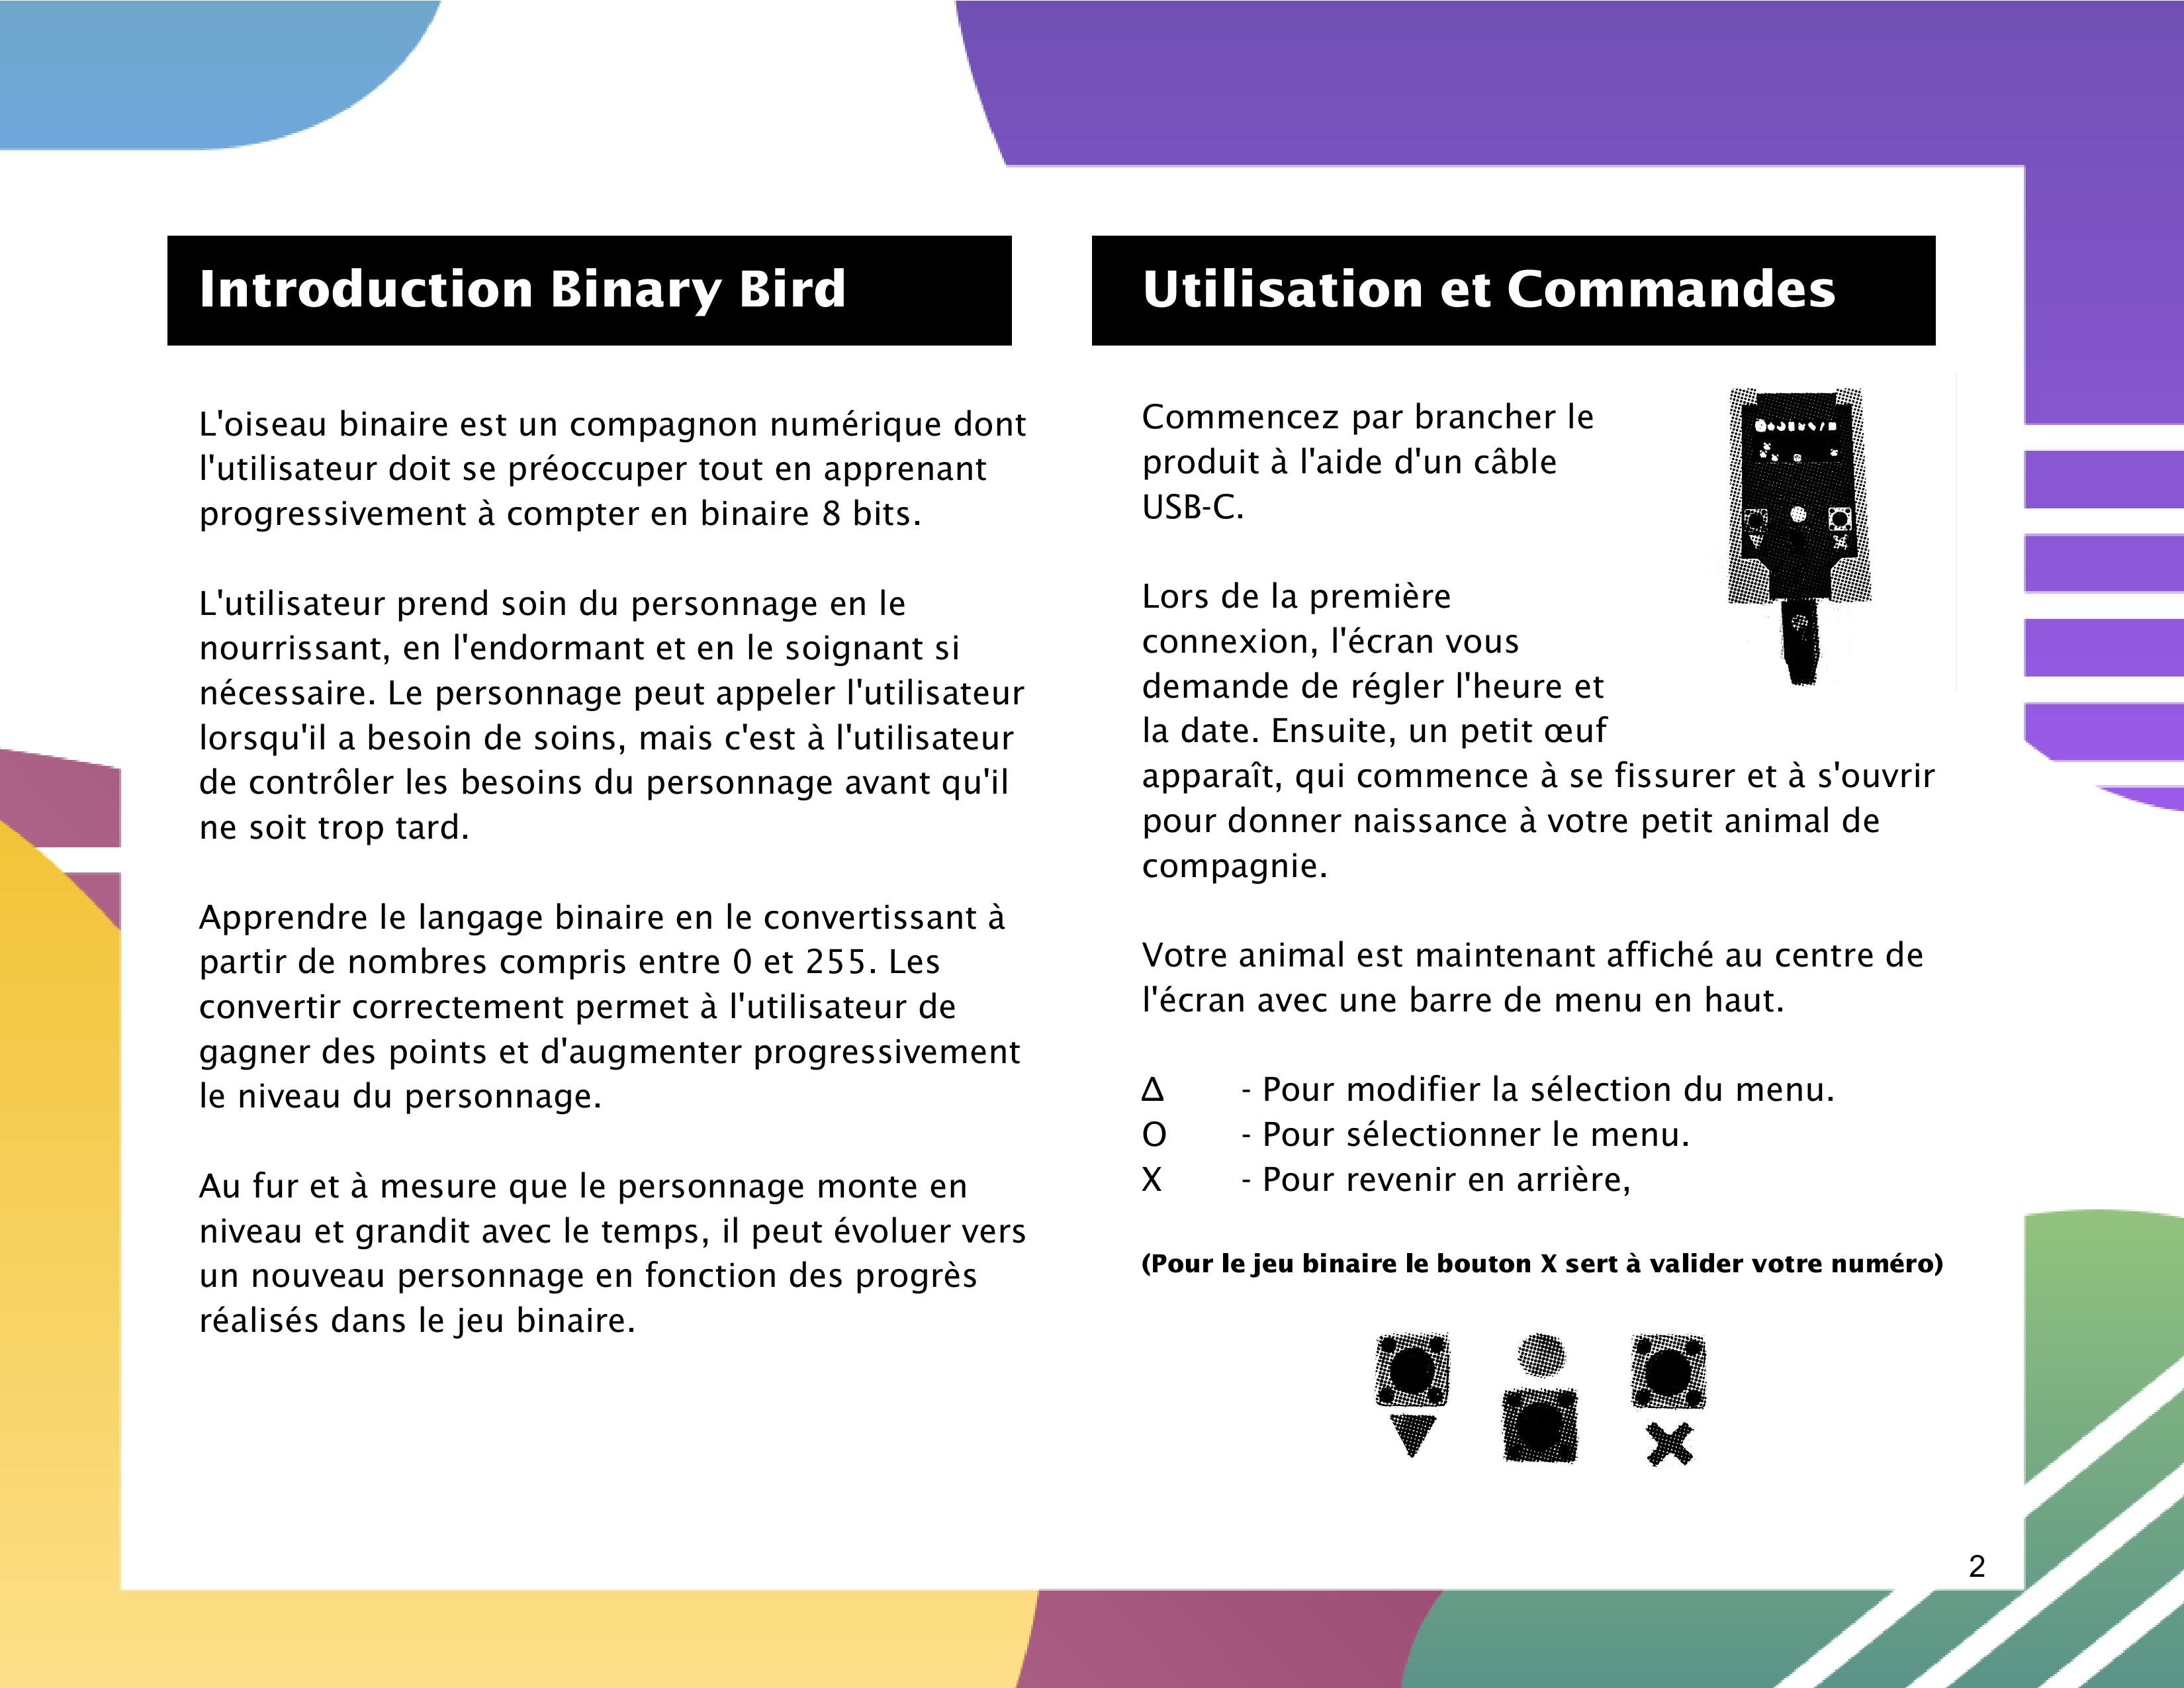 Introduction Binary Bird
L'oiseau binaire est un compagnon numérique dont
l'utilisateur doit se préoccuper tout en apprenant
progressivement à compter en binaire 8 bits.
L'utilisateur prend soin du personnage en le
nourrissant, en l'endormant et en le soignant si
nécessaire. Le personnage peut appeler l'utilisateur
lorsqu'il a besoin de soins, mais c'est à l'utilisateur
de contrôler les besoins du personnage avant qu'il
ne soit trop tard.
Apprendre le langage binaire en le convertissant à
partir de nombres compris entre 0 et 255. Les
convertir correctement permet à l'utilisateur de
gagner des points et d'augmenter progressivement
le niveau du personnage.
Au fur et à mesure que le personnage monte en
niveau et grandit avec le temps, il peut évoluer vers
un nouveau personnage en fonction des progrès
réalisés dans le jeu binaire.
Utilisation et Commandes
Commencez par brancher le
produit à l'aide d'un câble
USB-C.
Lors de la première
connexion, l'écran vous
demande de régler l'heure et
la date. Ensuite, un petit œuf
apparaît, qui commence à se fissurer et à s'ouvrir
pour donner naissance à votre petit animal de
compagnie.
Votre animal est maintenant affiché au centre de
l'écran avec une barre de menu en haut.
Δ - Pour modifier la sélection du menu.
O - Pour sélectionner le menu.
X - Pour revenir en arrière,
(Pour le jeu binaire le bouton X sert à valider votre numéro)
2